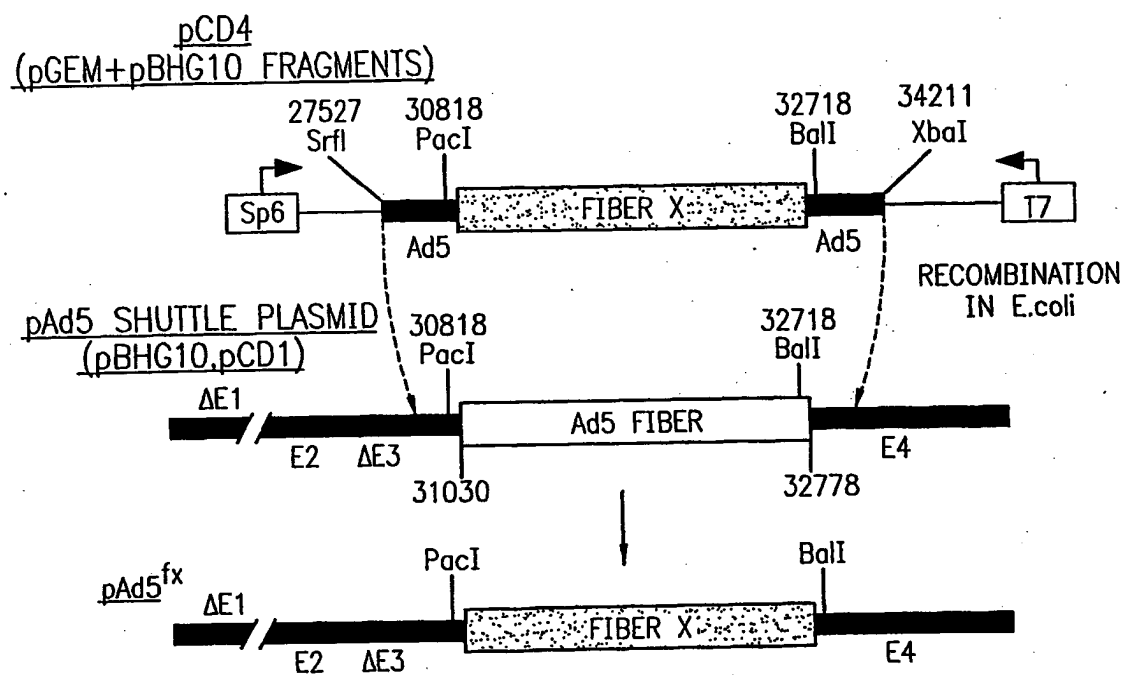 pCD4
(pGEM+pBHG10 FRAGMENTS)
27527
SrfI
30818
PacI
32718
BalI
34211
XbaI
Sp6
FIBER X
T7
Ad5
Ad5
RECOMBINATION
IN E.coli
pAd5 SHUTTLE PLASMID
(pBHG10,pCD1)
30818
PacI
32718
BalI
ΔE1
Ad5 FIBER
E2
ΔE3
E4
31030
32778
pAd5fx
PacI
BalI
ΔE1
FIBER X
E2
ΔE3
E4